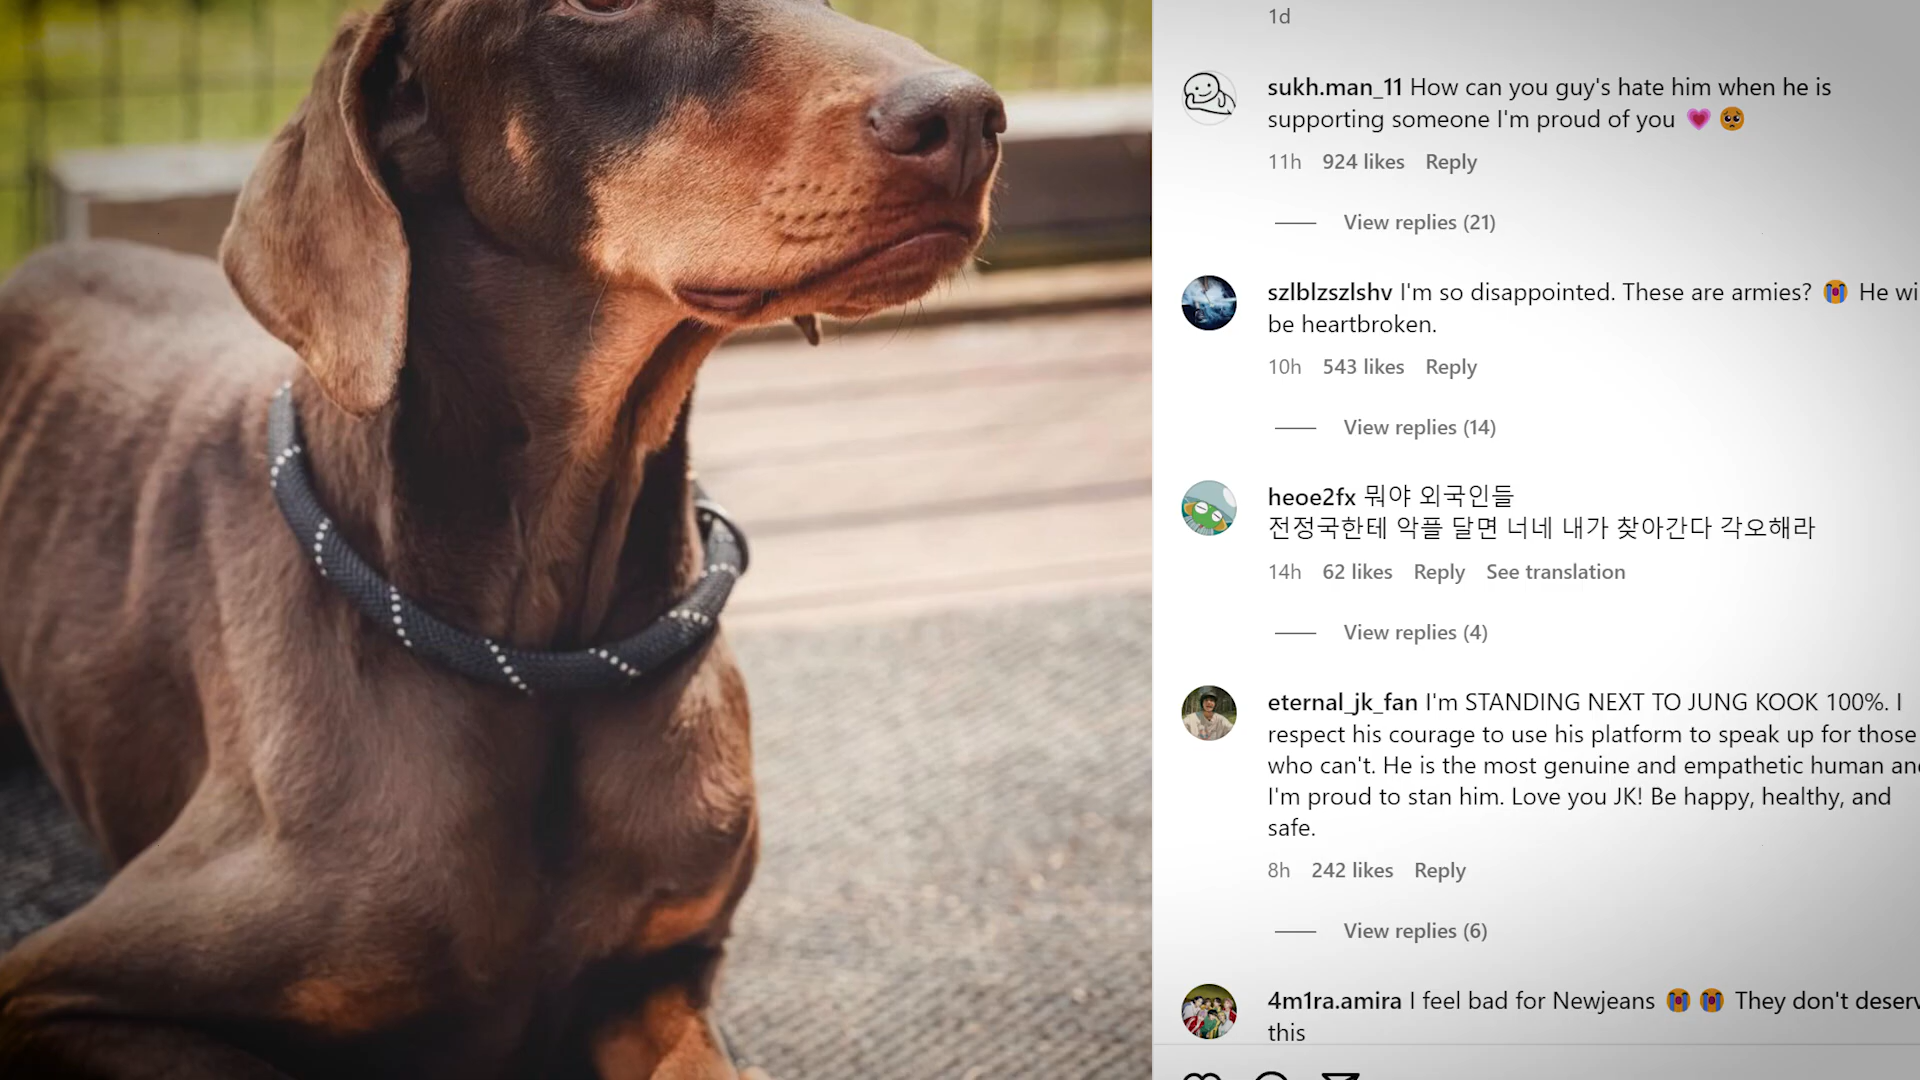 1d
sukh.man_11 How can you guy's hate him when he is
supporting someone I'm proud of you 💗 🥺
11h 924 likes Reply
View replies (21)
szlblzszlshv I'm so disappointed. These are armies? 😭 He wi
be heartbroken.
10h 543 likes Reply
View replies (14)
heoe2fx 뭐야 외국인들
전정국한테 악플 달면 너네 내가 찾아간다 각오해라
14h 62 likes Reply See translation
View replies (4)
eternal_jk_fan I'm STANDING NEXT TO JUNG KOOK 100%. I
respect his courage to use his platform to speak up for those
who can't. He is the most genuine and empathetic human an
I'm proud to stan him. Love you JK! Be happy, healthy, and
safe.
8h 242 likes Reply
View replies (6)
4m1ra.amira I feel bad for Newjeans 😭 😭 They don't deserv
this